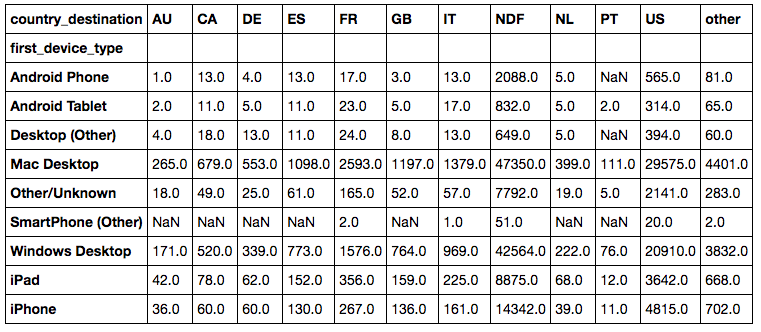 country_destination AU CA DE ES FR GB IT NDF NL PT US other
first_device_type
Android Phone 1.0 13.0 4.0 13.0 17.0 3.0 13.0 2088.0 5.0 NaN 565.0 81.0
Android Tablet 2.0 11.0 5.0 11.0 23.0 5.0 17.0 832.0 5.0 2.0 314.0 65.0
Desktop (Other) 4.0 18.0 13.0 11.0 24.0 8.0 13.0 649.0 5.0 NaN 394.0 60.0
Mac Desktop 265.0 679.0 553.0 1098.0 2593.0 1197.0 1379.0 47350.0 399.0 111.0 29575.0 4401.0
Other/Unknown 18.0 49.0 25.0 61.0 165.0 52.0 57.0 7792.0 19.0 5.0 2141.0 283.0
SmartPhone (Other) NaN NaN NaN NaN 2.0 NaN 1.0 51.0 NaN NaN 20.0 2.0
Windows Desktop 171.0 520.0 339.0 773.0 1576.0 764.0 969.0 42564.0 222.0 76.0 20910.0 3832.0
iPad 42.0 78.0 62.0 152.0 356.0 159.0 225.0 8875.0 68.0 12.0 3642.0 668.0
iPhone 36.0 60.0 60.0 130.0 267.0 136.0 161.0 14342.0 39.0 11.0 4815.0 702.0